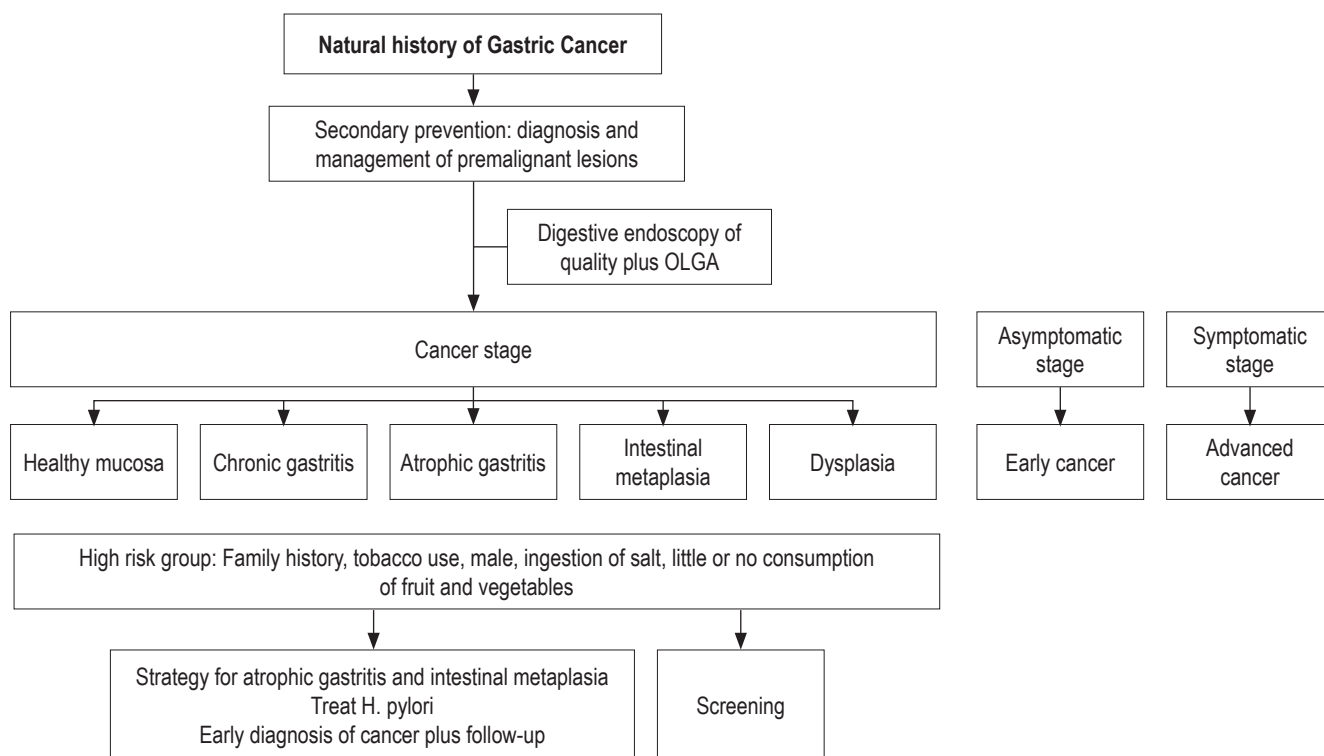 Natural history of Gastric Cancer
Secondary prevention: diagnosis and
management of premalignant lesions
Digestive endoscopy of
quality plus OLGA
Cancer stage
Asymptomatic
stage
Symptomatic
stage
Healthy mucosa
Chronic gastritis
Atrophic gastritis
Intestinal
metaplasia
Dysplasia
Early cancer
Advanced
cancer
High risk group: Family history, tobacco use, male, ingestion of salt, little or no consumption
of fruit and vegetables
Strategy for atrophic gastritis and intestinal metaplasia
Treat H. pylori
Early diagnosis of cancer plus follow-up
Screening